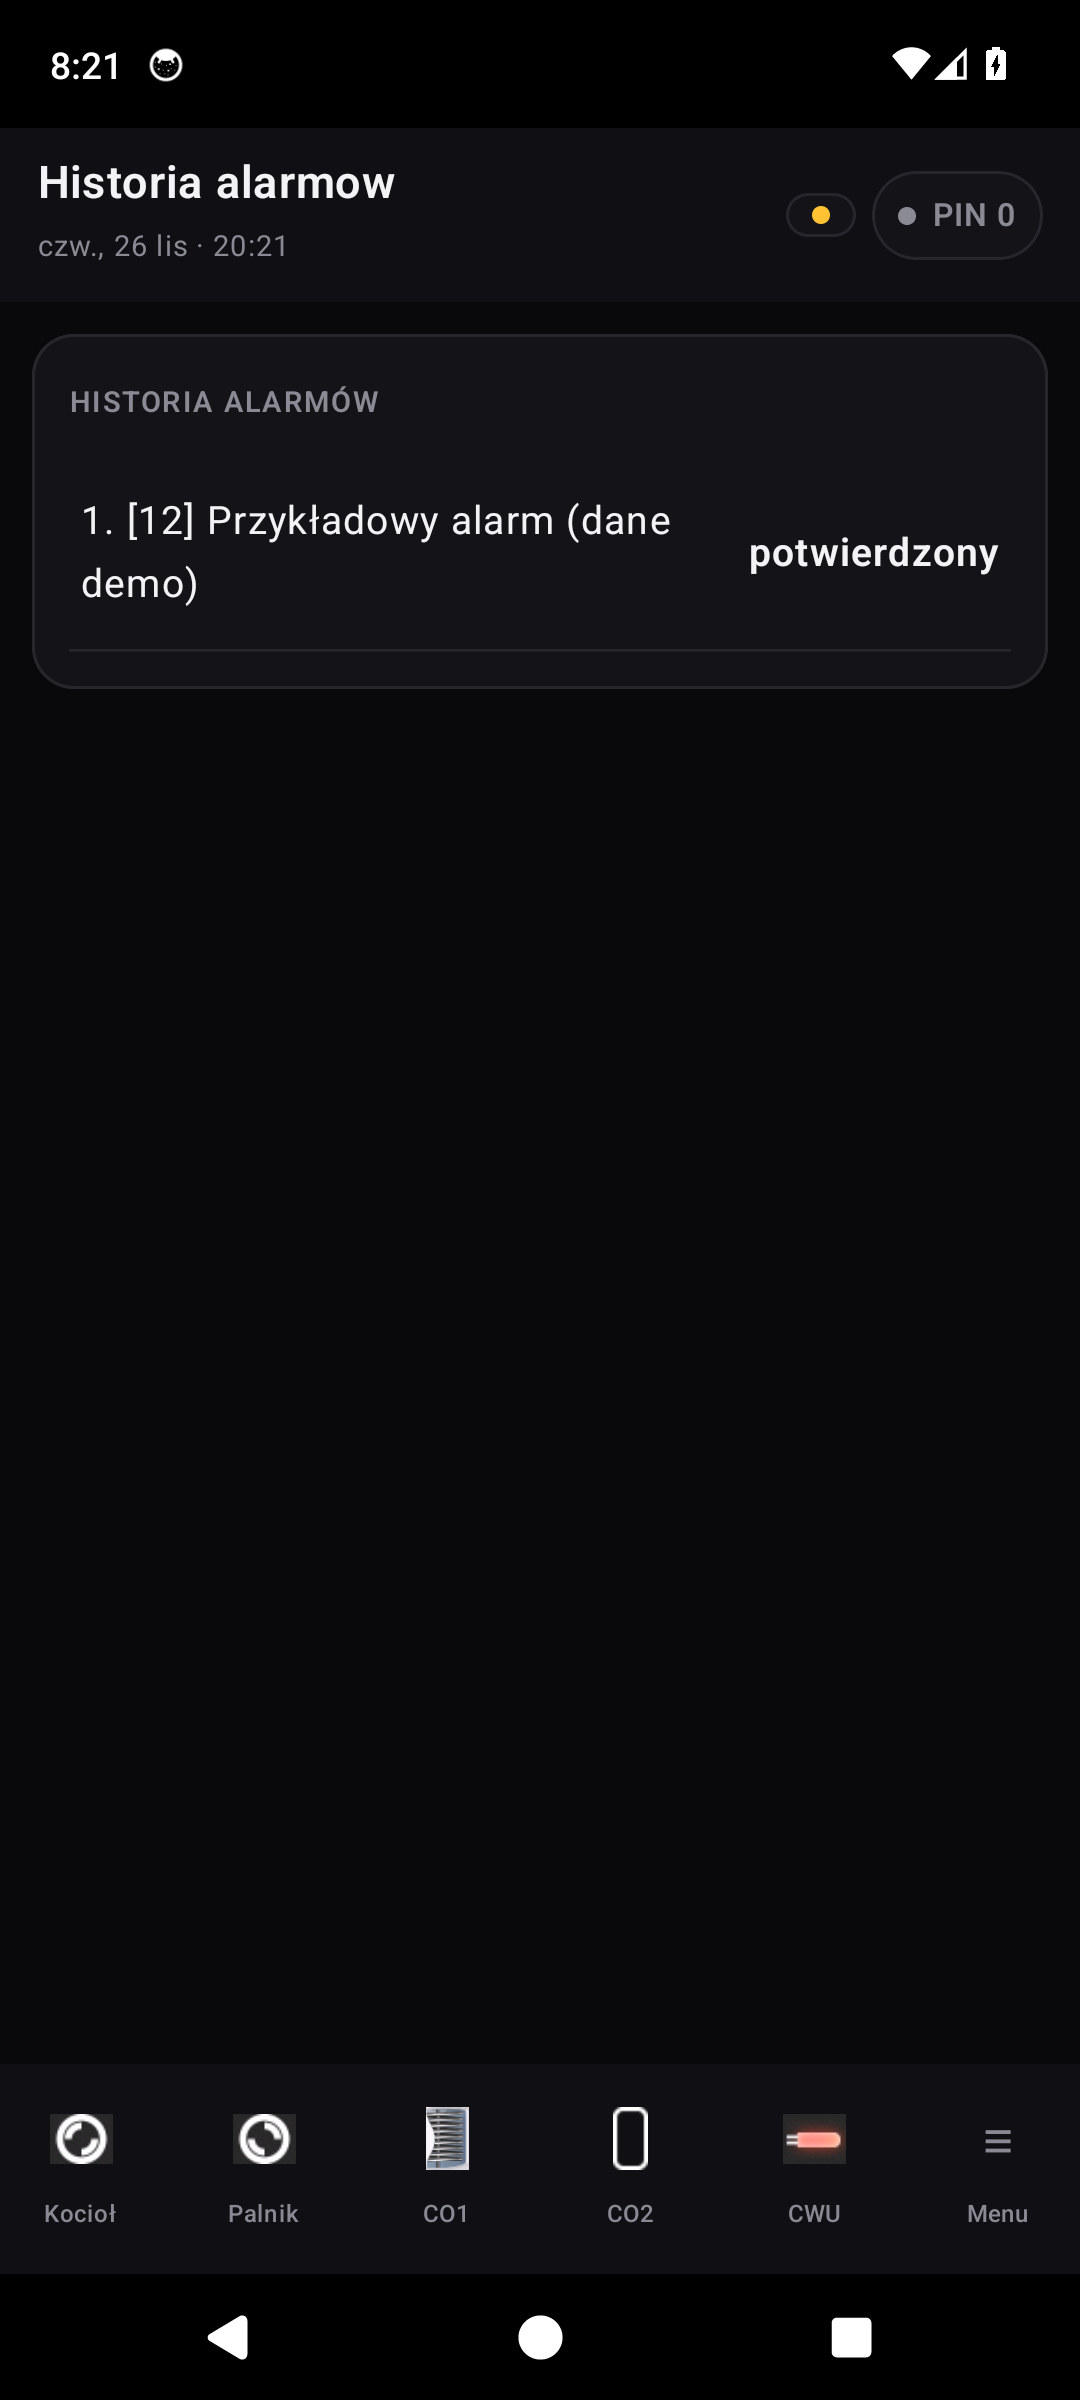 8:21
Historia alarmow
czw., 26 lis · 20:21
PIN 0
HISTORIA ALARMÓW
1. [12] Przykładowy alarm (dane
demo)
potwierdzony
Kocioł
Palnik
CO1
CO2
CWU
Menu